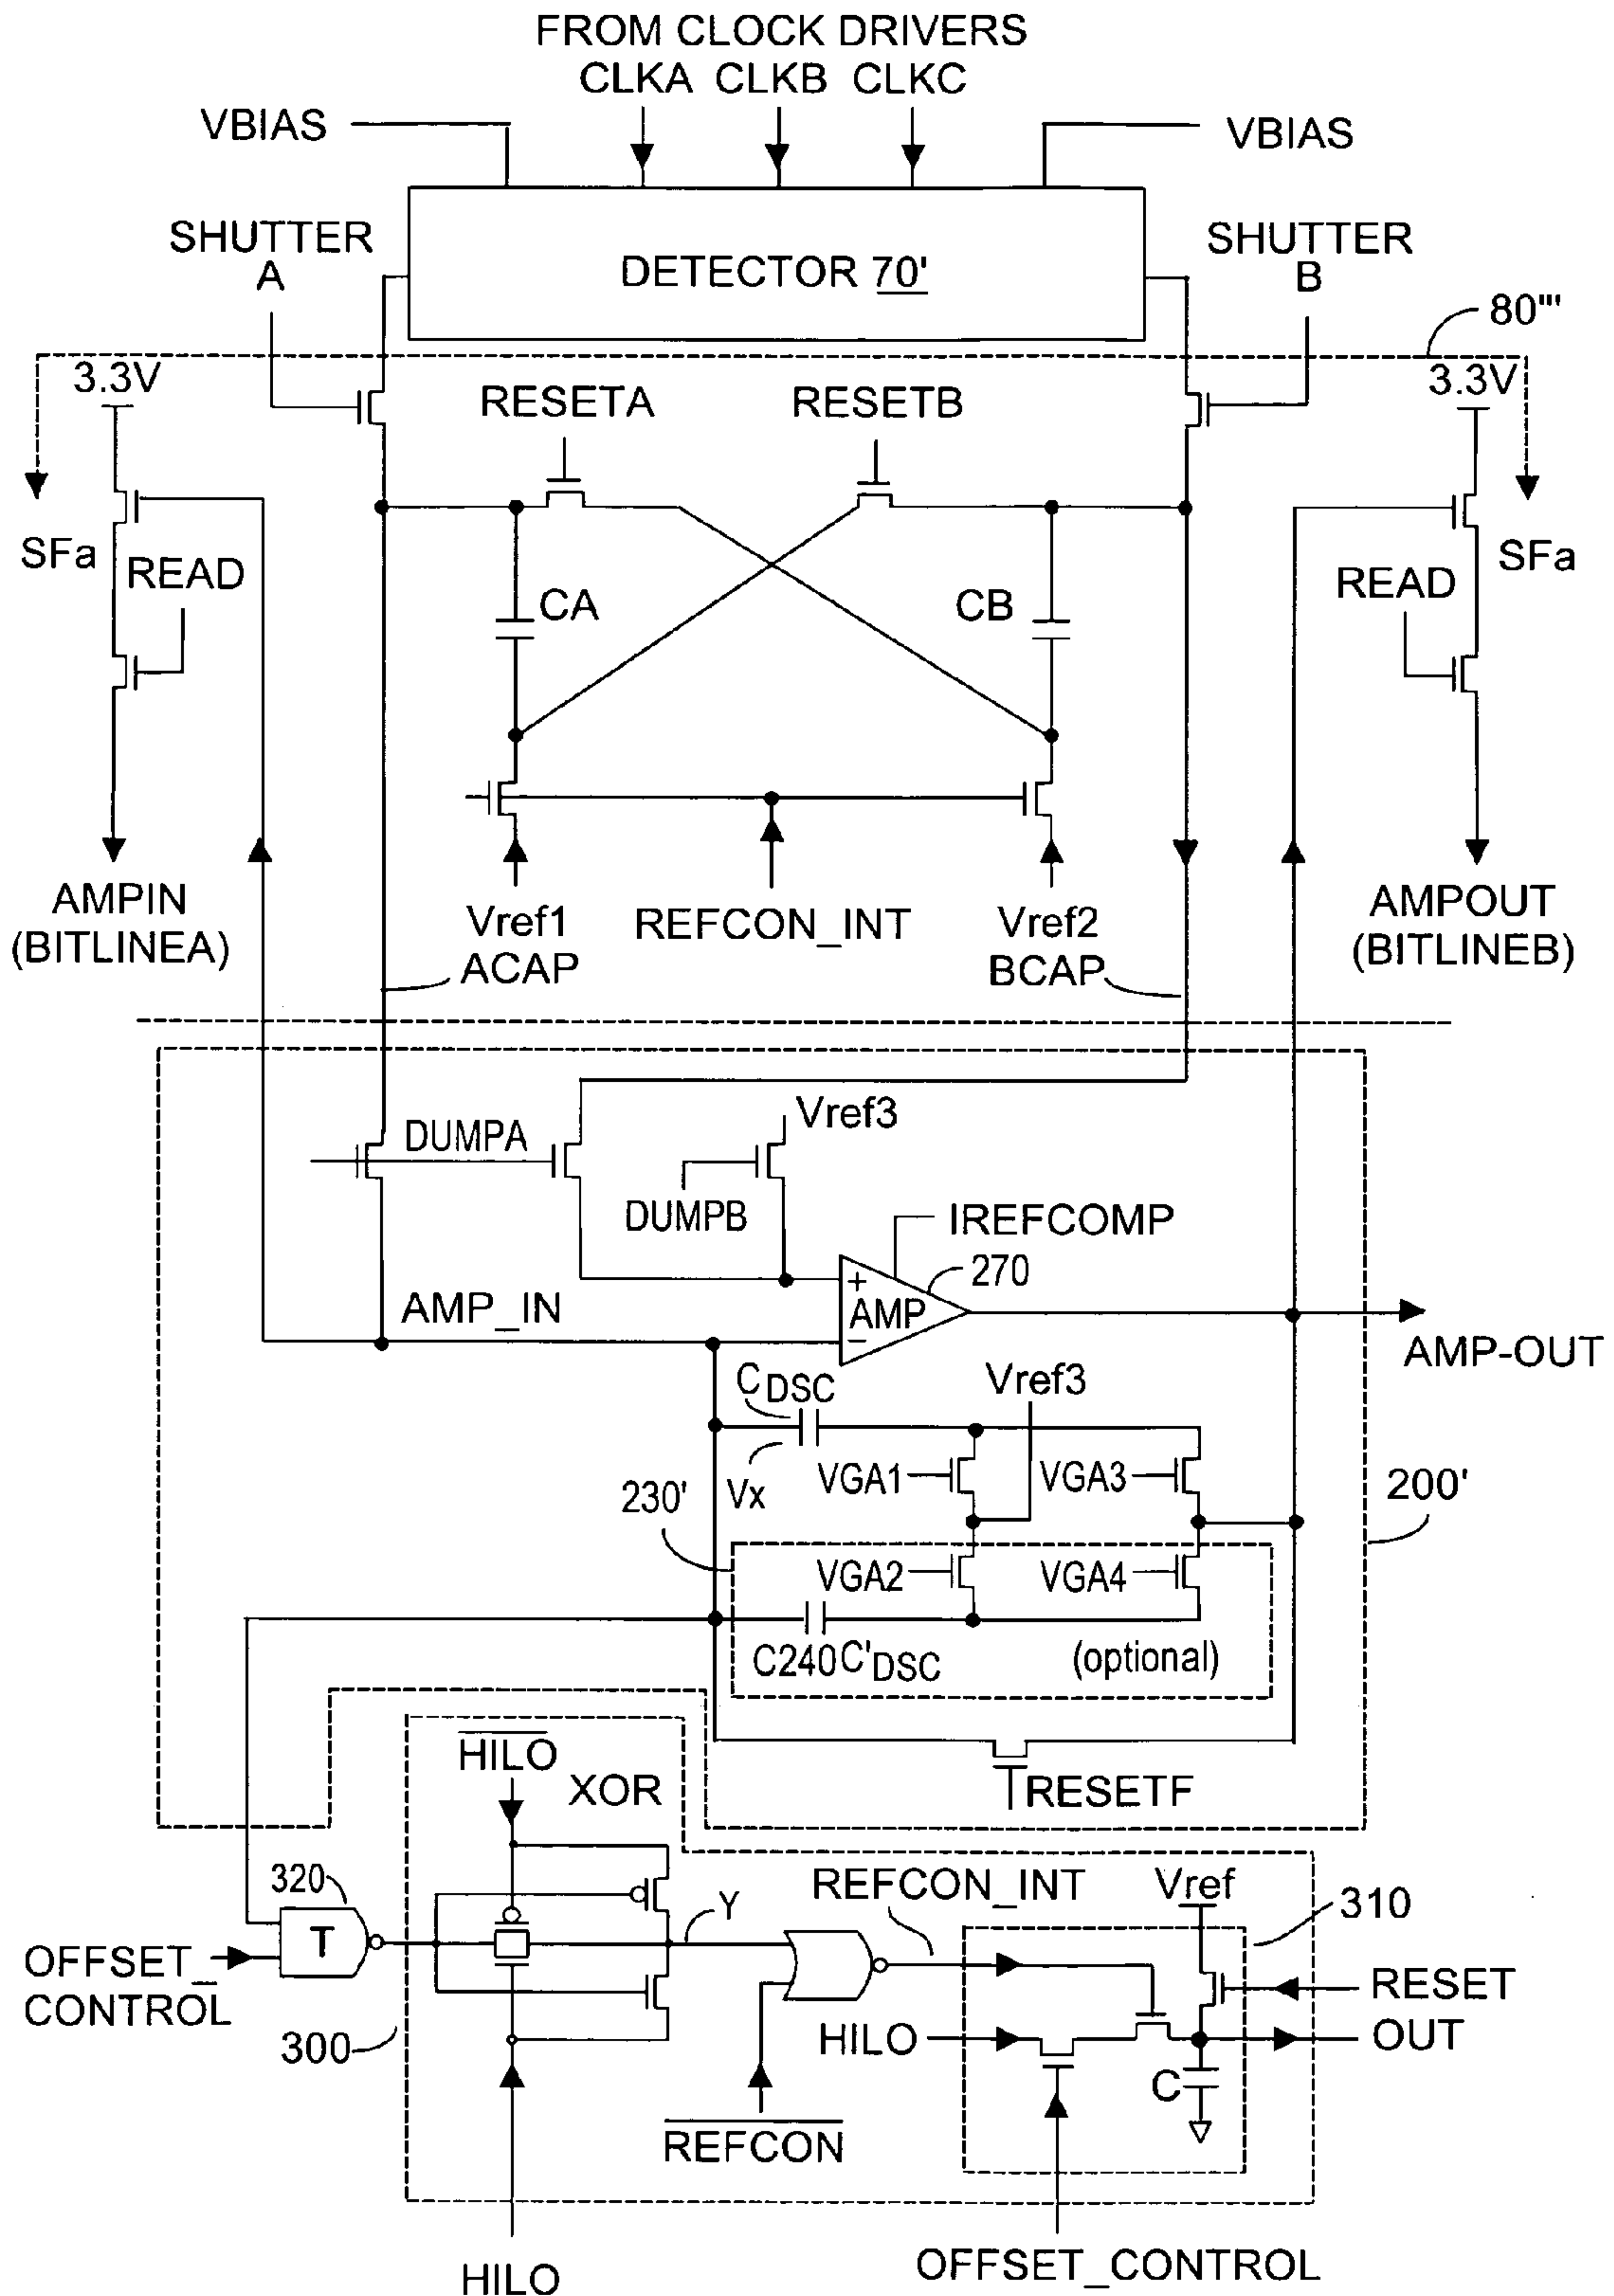 FROM CLOCK DRIVERS
CLKA CLKB CLKC
VBIAS
VBIAS
SHUTTER
A
DETECTOR 70'
SHUTTER
B
80'''
3.3V
3.3V
RESETA
RESETB
SFa
READ
CA
CB
READ
SFa
AMPIN
(BITLINEA)
Vref1
ACAP
REFCON_INT
Vref2
BCAP
AMPOUT
(BITLINEB)
DUMPA
Vref3
DUMPB
IREFCOMP
270
+
AMP
−
AMP_IN
AMP-OUT
CDSC
Vref3
Vx
VGA1
VGA3
230'
200'
VGA2
VGA4
C240 C'DSC
(optional)
HILO
XOR
RESETF
320
T
Y
REFCON_INT
Vref
310
OFFSET_
CONTROL
300
RESET
HILO
OUT
C
REFCON
HILO
OFFSET_CONTROL